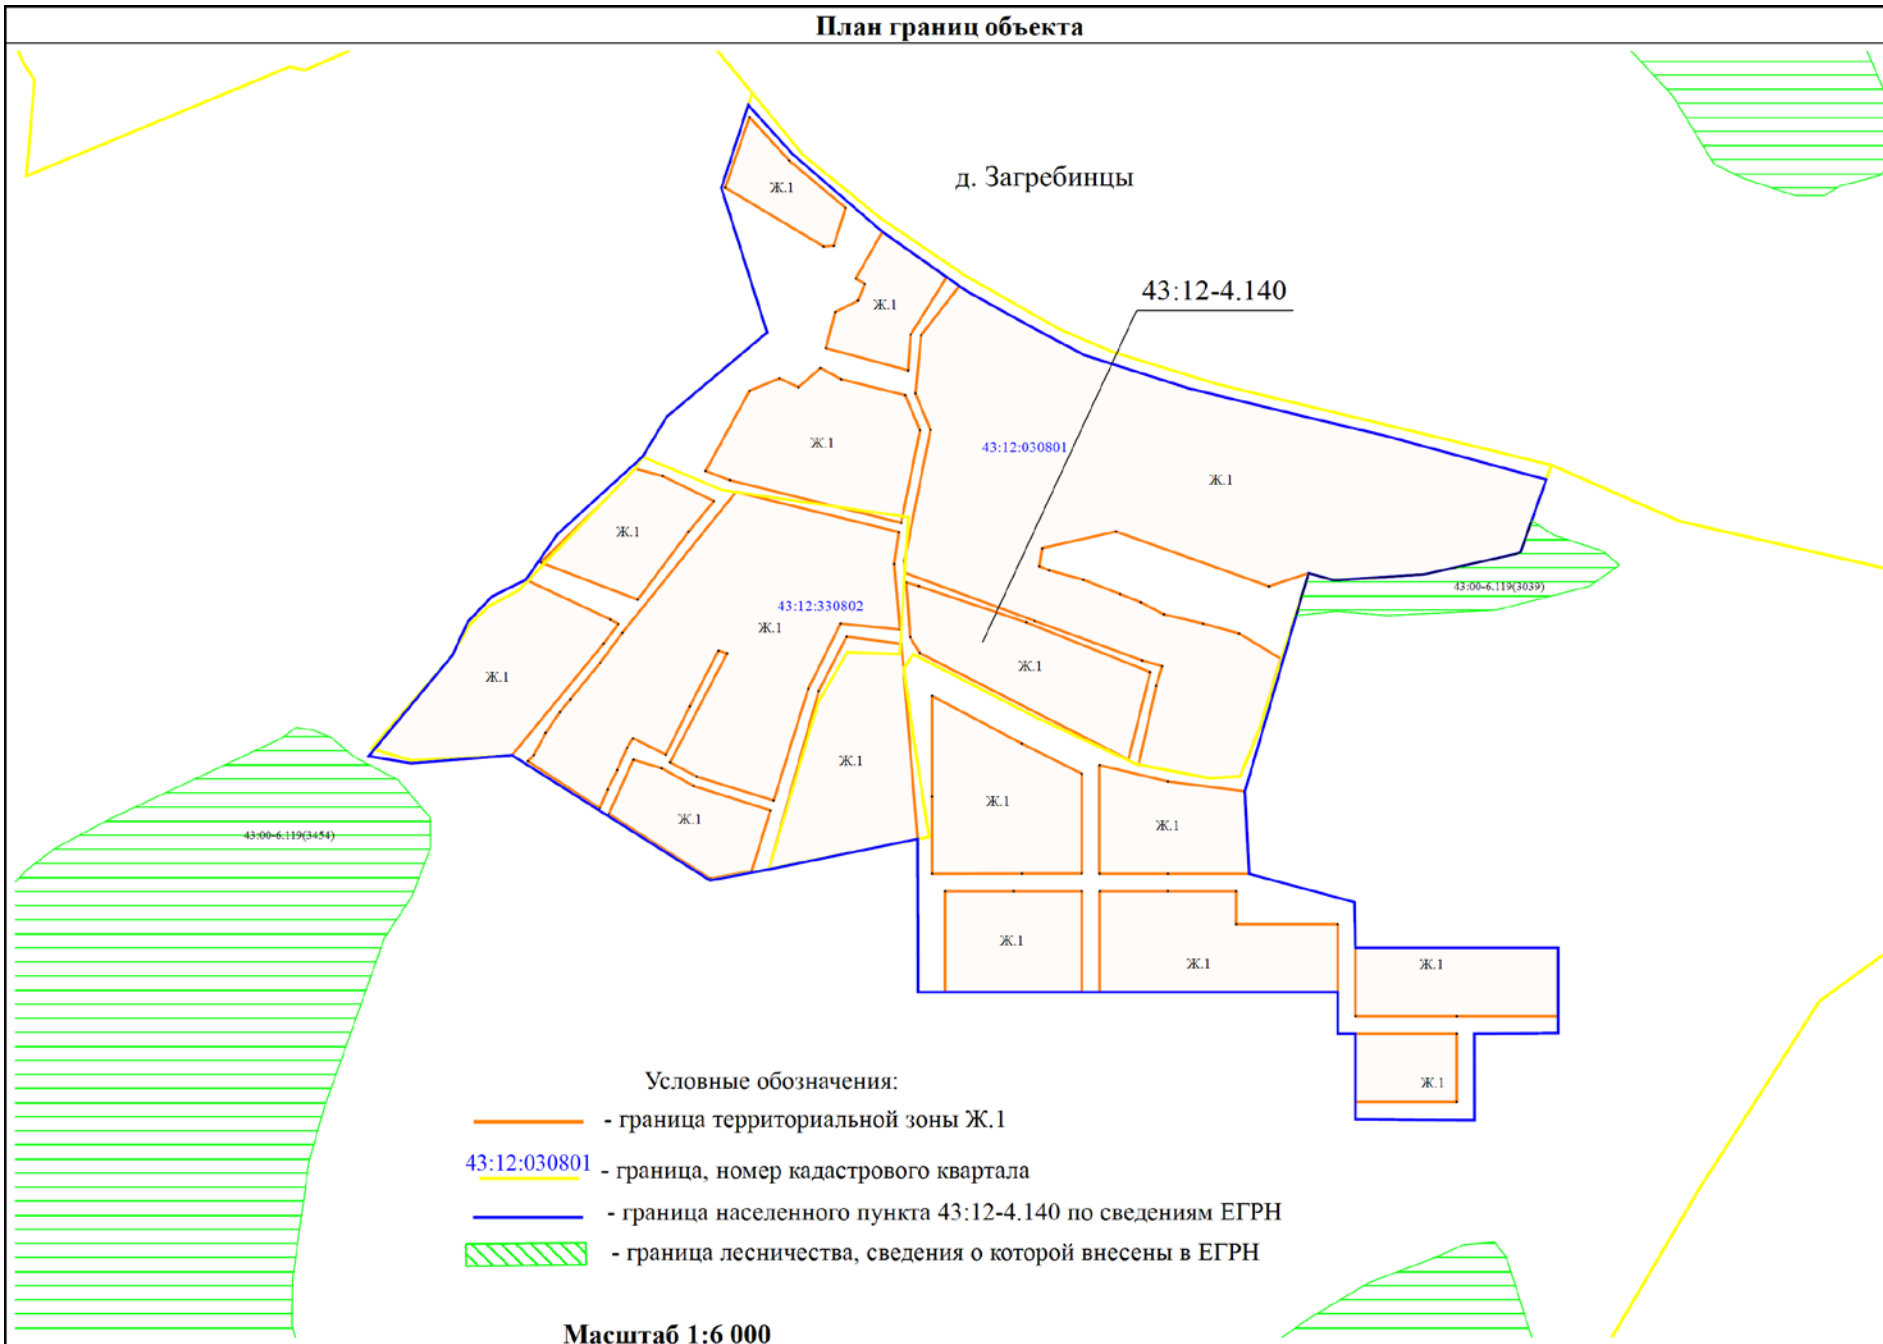 План границ объекта
д. Загребинцы
Ж.1
43:12-4.140
Ж.1
Ж.1
43:12:030801
Ж.1
Ж.1
43:00-6.119(3039)
43:12:330802
Ж.1
Ж.1
Ж.1
Ж.1
Ж.1
Ж.1
Ж.1
Ж.1
43:00-6.119(3454)
Ж.1
Ж.1
Ж.1
Ж.1
Условные обозначения:
- граница территориальной зоны Ж.1
43:12:030801 - граница, номер кадастрового квартала
- граница населенного пункта 43:12-4.140 по сведениям ЕГРН
- граница лесничества, сведения о которой внесены в ЕГРН
Масштаб 1:6 000